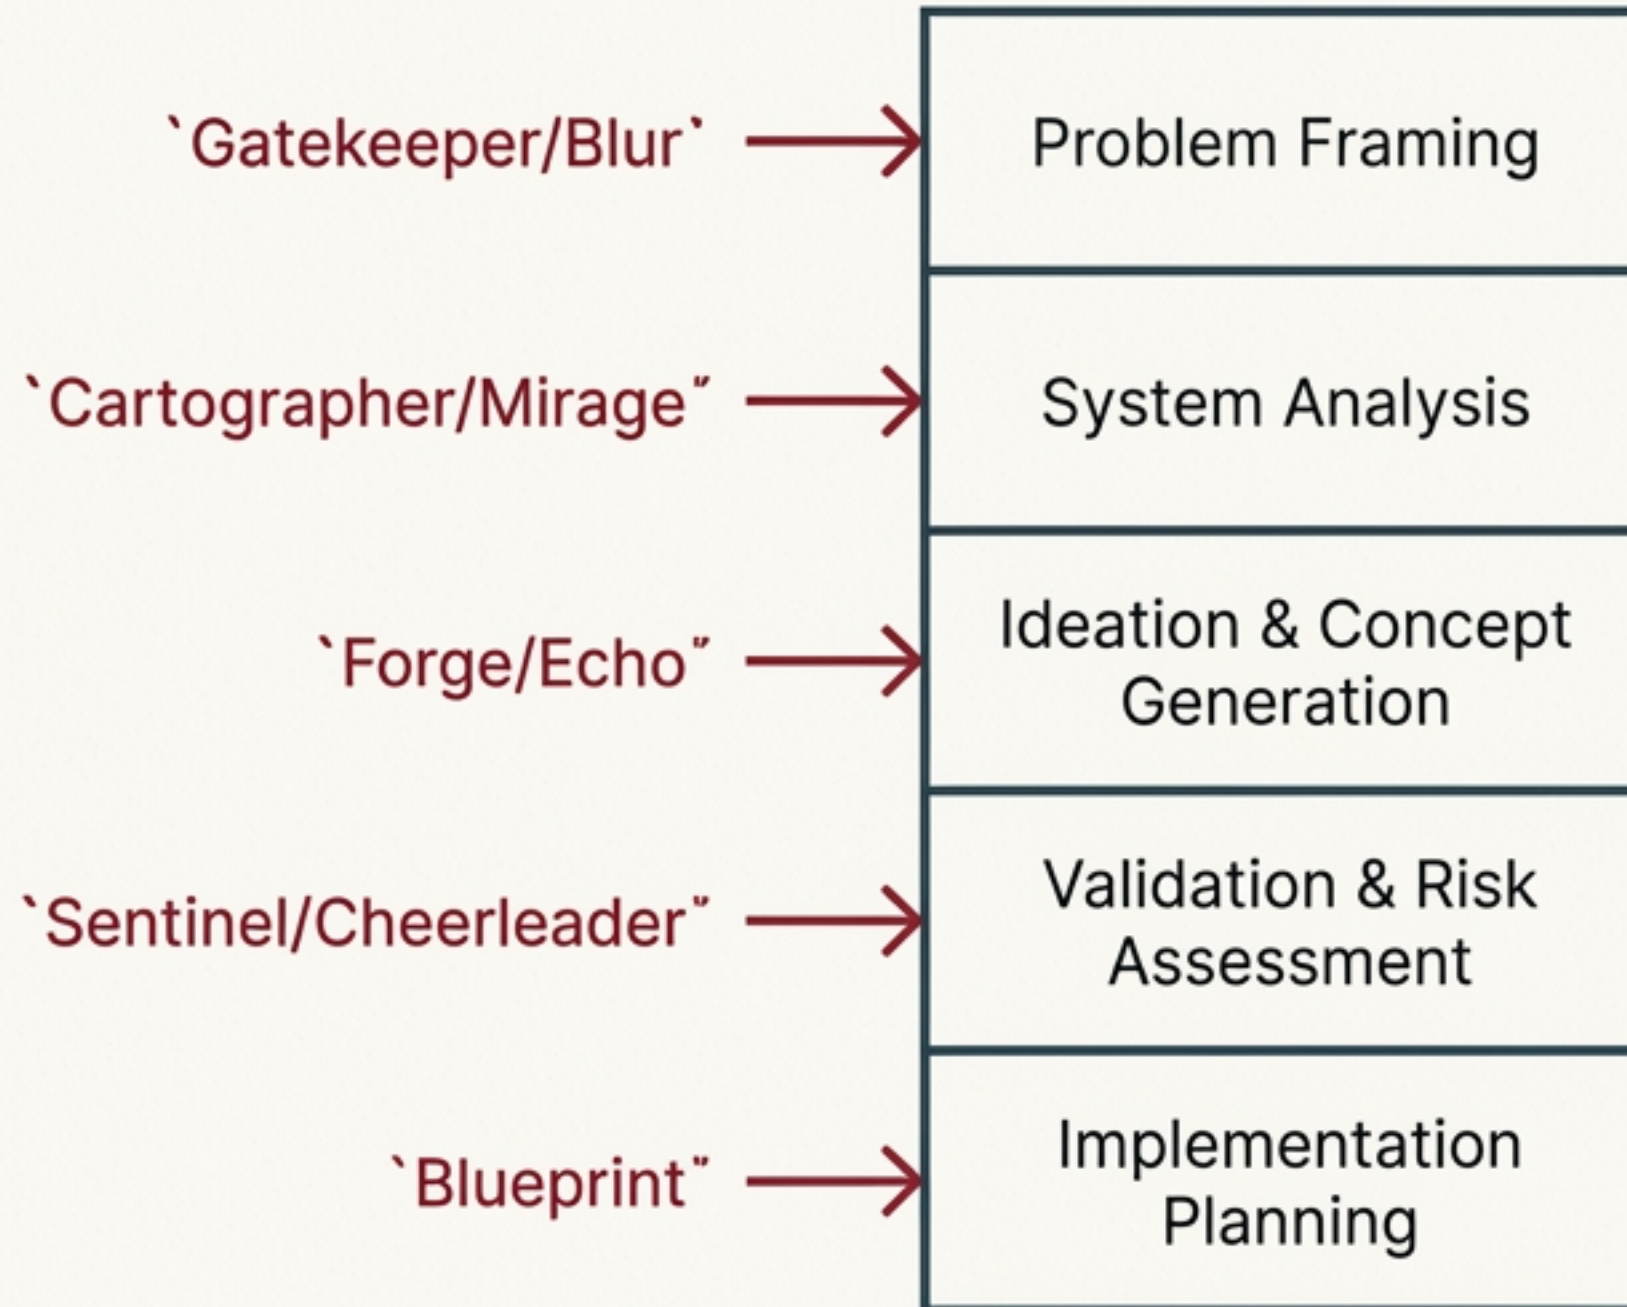 `Gatekeeper/Blur`
Problem Framing
`Cartographer/Mirage"
System Analysis
`Forge/Echo"
Ideation & Concept
Generation
`Sentinel/Cheerleader"
Validation & Risk
Assessment
`Blueprint"
Implementation
Planning